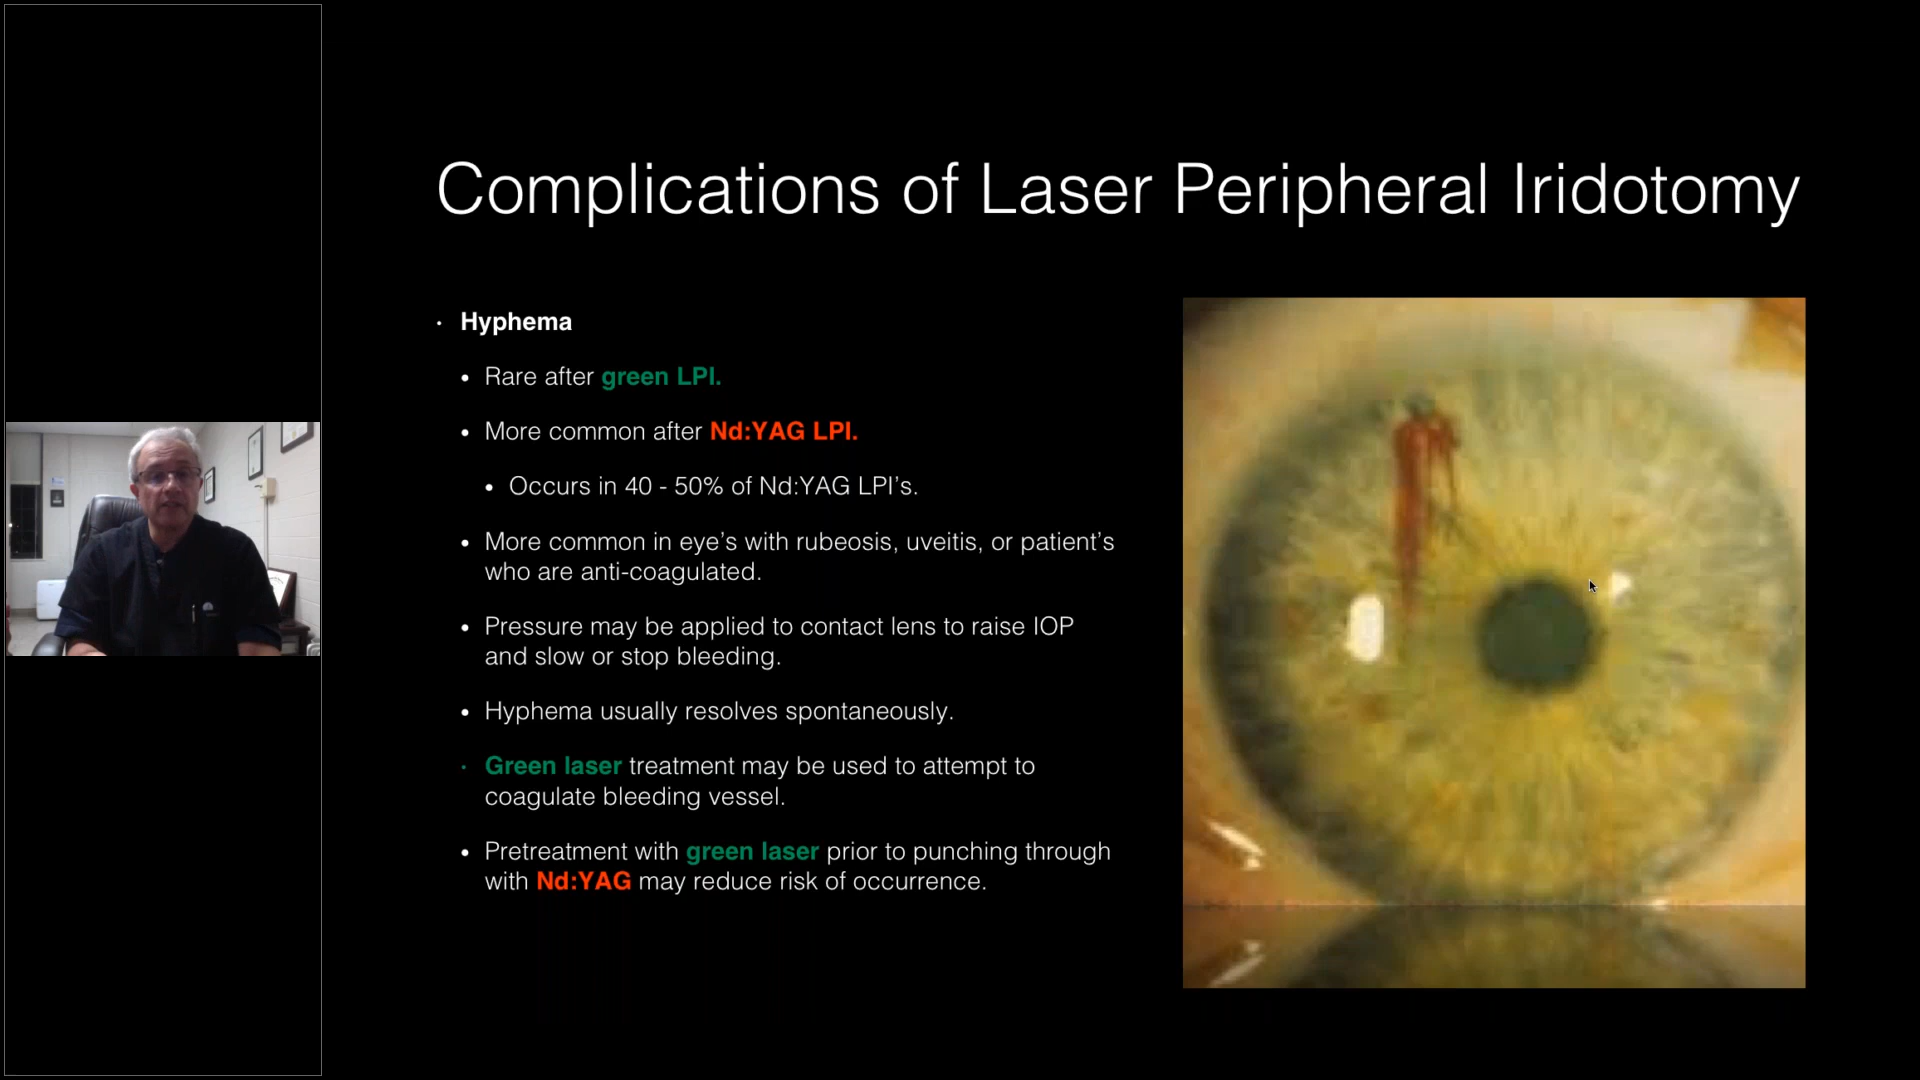 Complications of Laser Peripheral Iridotomy
• Hyphema
• Rare after green LPI.
• More common after Nd:YAG LPI.
• Occurs in 40 - 50% of Nd:YAG LPI’s.
• More common in eye’s with rubeosis, uveitis, or patient’s
who are anti-coagulated.
• Pressure may be applied to contact lens to raise IOP
and slow or stop bleeding.
• Hyphema usually resolves spontaneously.
• Green laser treatment may be used to attempt to
coagulate bleeding vessel.
• Pretreatment with green laser prior to punching through
with Nd:YAG may reduce risk of occurrence.